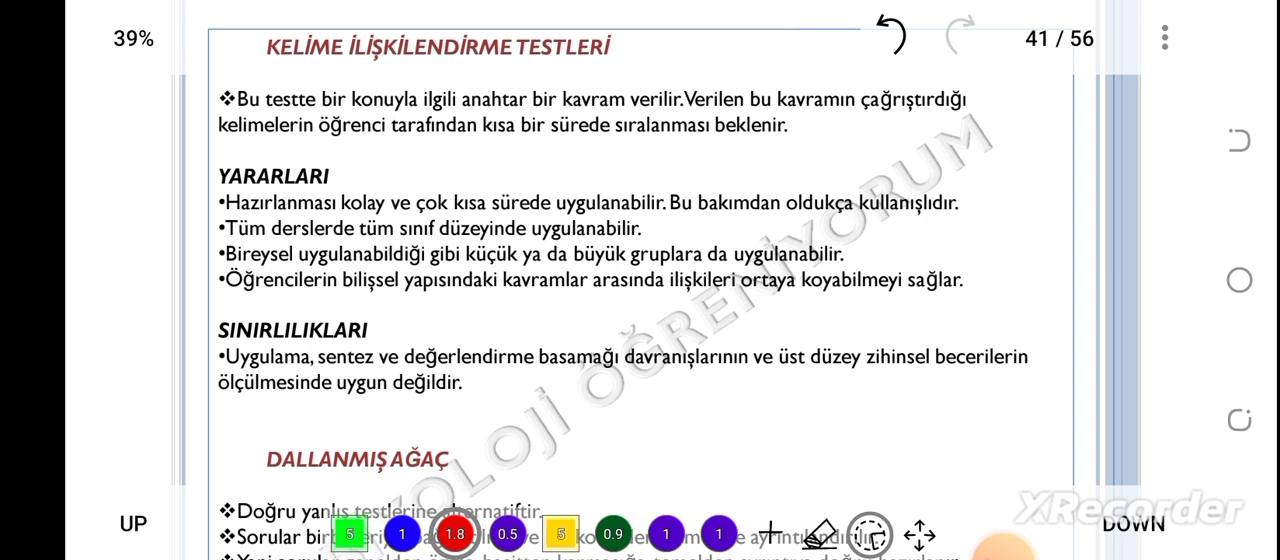 39%
KELİME İLİŞKİLENDİRME TESTLERİ
41 / 56
❖Bu testte bir konuyla ilgili anahtar bir kavram verilir.Verilen bu kavramın çağrıştırdığı
kelimelerin öğrenci tarafından kısa bir sürede sıralanması beklenir.
YARARLARI
•Hazırlanması kolay ve çok kısa sürede uygulanabilir. Bu bakımdan oldukça kullanışlıdır.
•Tüm derslerde tüm sınıf düzeyinde uygulanabilir.
•Bireysel uygulanabildiği gibi küçük ya da büyük gruplara da uygulanabilir.
•Öğrencilerin bilişsel yapısındaki kavramlar arasında ilişkileri ortaya koyabilmeyi sağlar.
SINIRLILIKLARI
•Uygulama, sentez ve değerlendirme basamağı davranışlarının ve üst düzey zihinsel becerilerin
ölçülmesinde uygun değildir.
DALLANMIŞ AĞAÇ
❖Doğru yanlış testlerine alternatiftir.
❖Sorular
ÖĞRENİYORUM
UP
5 1 1.8 0.5 5 0.9 1 1
XRecorder
DOWN